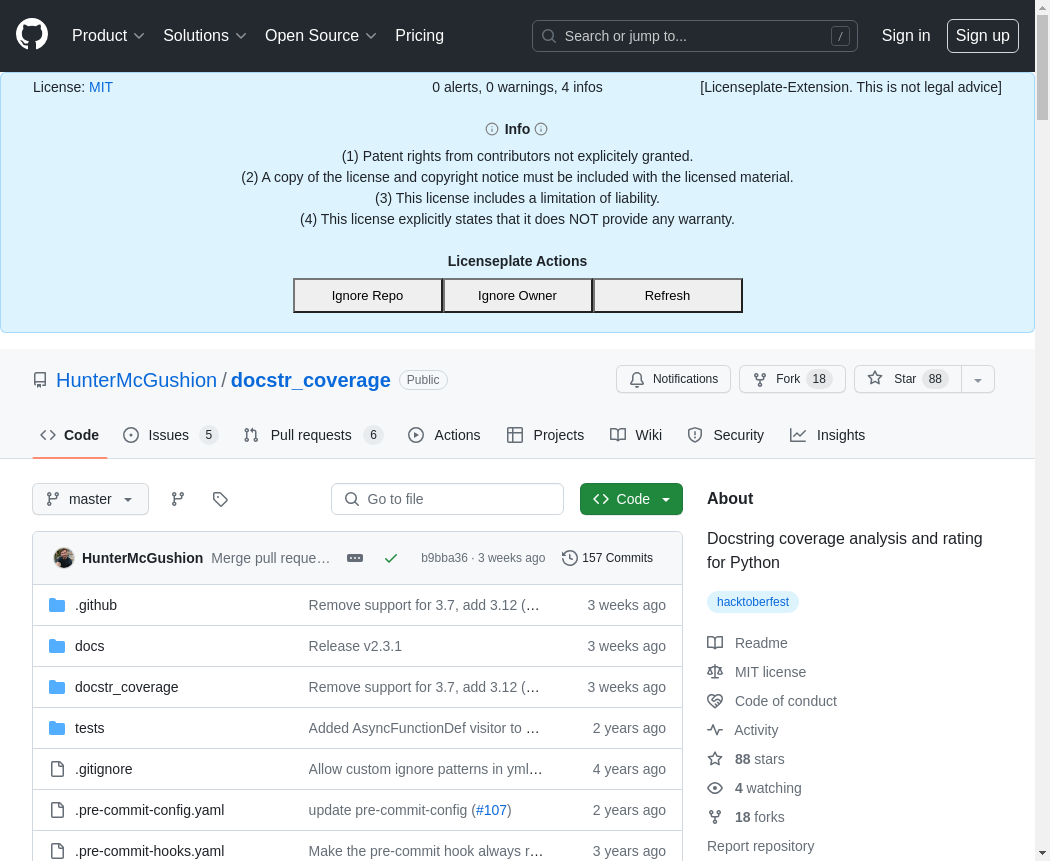 Product Solutions Open Source Pricing Search or jump to... / Sign in Sign up
License: MIT 0 alerts, 0 warnings, 4 infos [Licenseplate-Extension. This is not legal advice]
Info
(1) Patent rights from contributors not explicitely granted.
(2) A copy of the license and copyright notice must be included with the licensed material.
(3) This license includes a limitation of liability.
(4) This license explicitly states that it does NOT provide any warranty.
Licenseplate Actions
Ignore Repo Ignore Owner Refresh
HunterMcGushion / docstr_coverage Public Notifications Fork 18 Star 88
Code Issues 5 Pull requests 6 Actions Projects Wiki Security Insights
master Go to file Code
HunterMcGushion Merge pull reque… b9bba36 · 3 weeks ago 157 Commits
.github Remove support for 3.7, add 3.12 (… 3 weeks ago
docs Release v2.3.1 3 weeks ago
docstr_coverage Remove support for 3.7, add 3.12 (… 3 weeks ago
tests Added AsyncFunctionDef visitor to … 2 years ago
.gitignore Allow custom ignore patterns in yml… 4 years ago
.pre-commit-config.yaml update pre-commit-config (#107) 2 years ago
.pre-commit-hooks.yaml Make the pre-commit hook always r… 3 years ago
About
Docstring coverage analysis and rating
for Python
hacktoberfest
Readme
MIT license
Code of conduct
Activity
88 stars
4 watching
18 forks
Report repository